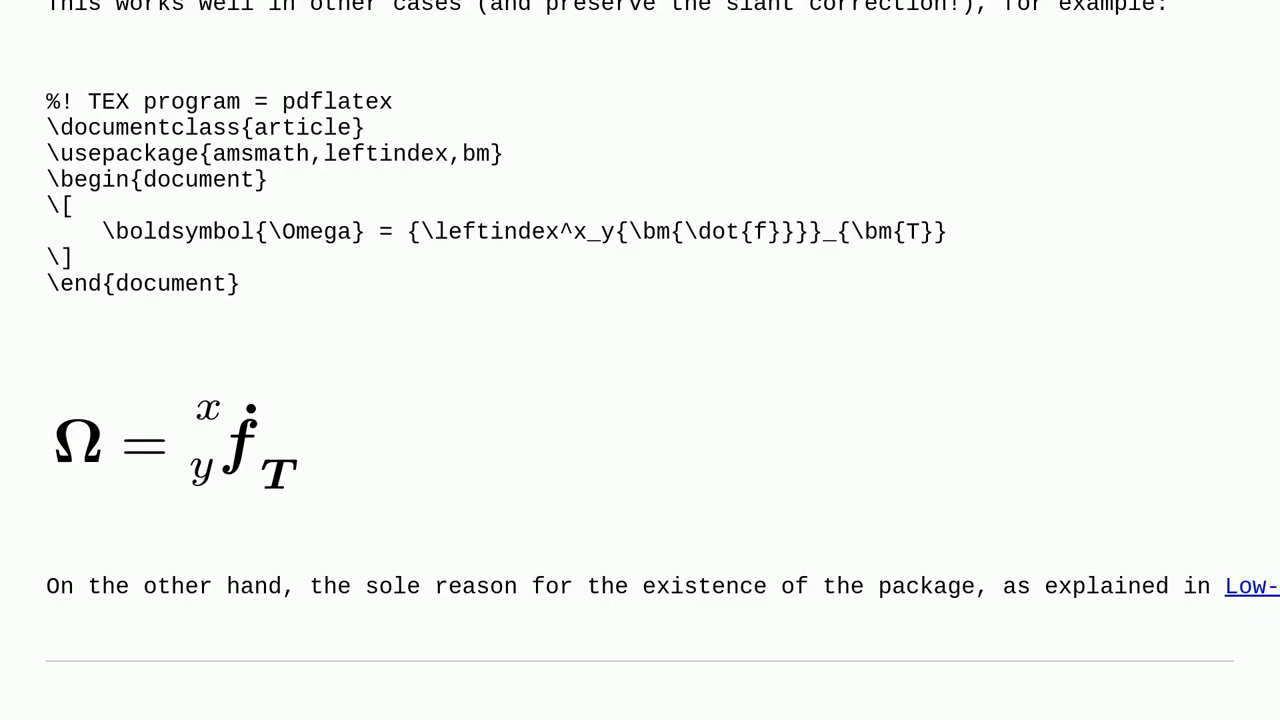 This works well in other cases (and preserve the slant correction!), for example:
%! TEX program = pdflatex
\documentclass{article}
\usepackage{amsmath,leftindex,bm}
\begin{document}
\[
    \boldsymbol{\Omega} = {\leftindex^x_y{\bm{\dot{f}}}}_{\bm{T}}
\]
\end{document}
Ω = ˣ_y ḟ_T
On the other hand, the sole reason for the existence of the package, as explained in Low-